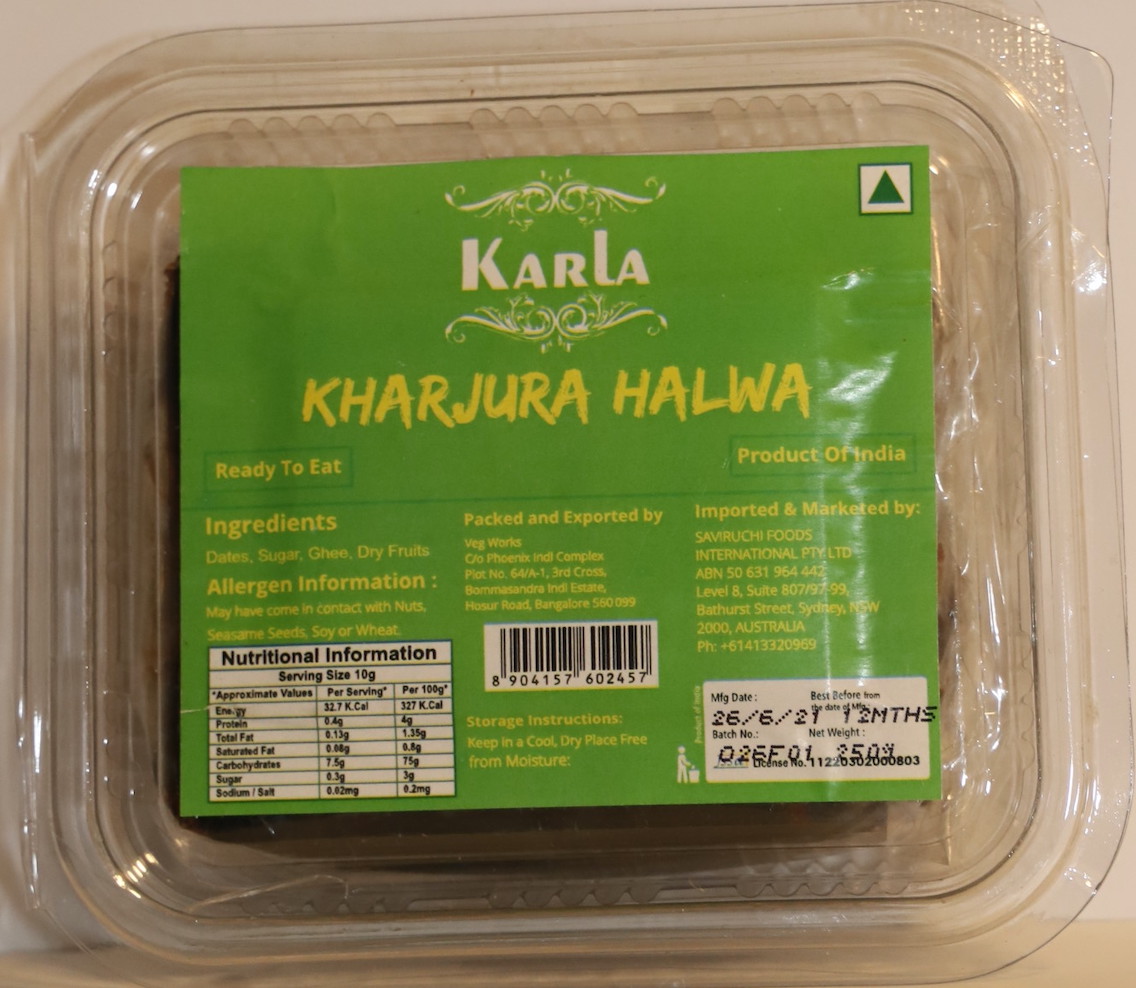 KARLA
KHARJURA HALWA
Ready To Eat
Product Of India
Ingredients
Dates, Sugar, Ghee, Dry Fruits
Allergen Information :
May have come in contact with Nuts,
Seasame Seeds, Soy or Wheat.
Nutritional Information
Serving Size 10g
*Approximate Values Per Serving* Per 100g*
Energy 32.7 K.Cal 327 K.Cal
Protein 0.4g 4g
Total Fat 0.13g 1.35g
Saturated Fat 0.08g 0.8g
Carbohydrates 7.5g 75g
Sugar 0.3g 3g
Sodium / Salt 0.02mg 0.2mg
Packed and Exported by
Veg Works
C/o Phoenix Indl Complex
Plot No. 64/A-1, 3rd Cross,
Bommasandra Indl Estate,
Hosur Road, Bangalore 560 099
8 904157 602457
Storage Instructions:
Keep in a Cool, Dry Place Free
from Moisture:
Imported & Marketed by:
SAVIRUCHI FOODS
INTERNATIONAL PTY LTD
ABN 50 631 964 442
Level 8, Suite 807/97-99,
Bathurst Street, Sydney, NSW
2000, AUSTRALIA
Ph: +61413320969
Product of India
Mfg Date : Best Before from
the date of Mfg.:
26/6/21 12MTHS
Batch No.: Net Weight :
026F01 250g
License No. 11220302000803